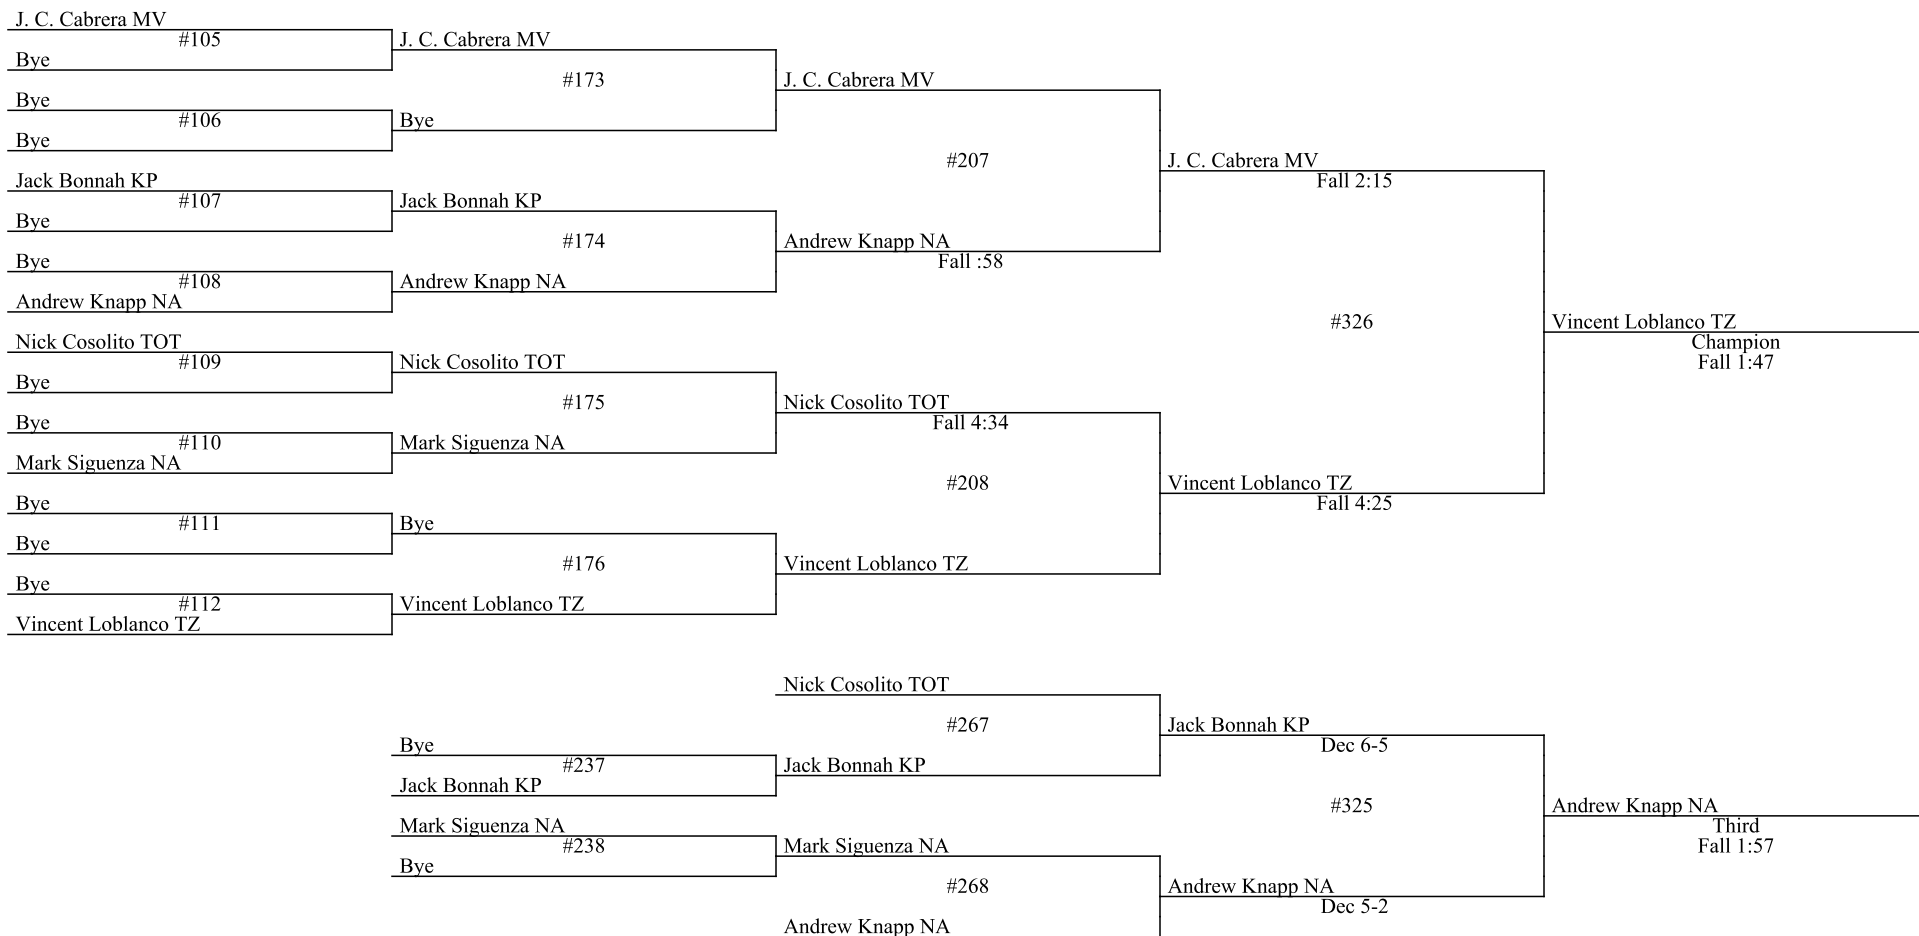 J. C. Cabrera MV
#105
Bye
J. C. Cabrera MV
#173
Bye
#106
Bye
Bye
J. C. Cabrera MV
#207
Jack Bonnah KP
#107
Bye
Jack Bonnah KP
#174
Bye
#108
Andrew Knapp NA
Andrew Knapp NA
Andrew Knapp NA
Fall :58
J. C. Cabrera MV
Fall 2:15
#326
Nick Cosolito TOT
#109
Bye
Nick Cosolito TOT
#175
Bye
#110
Mark Siguenza NA
Mark Siguenza NA
Nick Cosolito TOT
Fall 4:34
#208
Bye
#111
Bye
Bye
#176
Bye
#112
Vincent Loblanco TZ
Vincent Loblanco TZ
Vincent Loblanco TZ
Vincent Loblanco TZ
Fall 4:25
Vincent Loblanco TZ
Champion
Fall 1:47
Nick Cosolito TOT
#267
Bye
#237
Jack Bonnah KP
Jack Bonnah KP
Jack Bonnah KP
Dec 6-5
#325
Mark Siguenza NA
#238
Bye
Mark Siguenza NA
#268
Andrew Knapp NA
Andrew Knapp NA
Dec 5-2
Andrew Knapp NA
Third
Fall 1:57